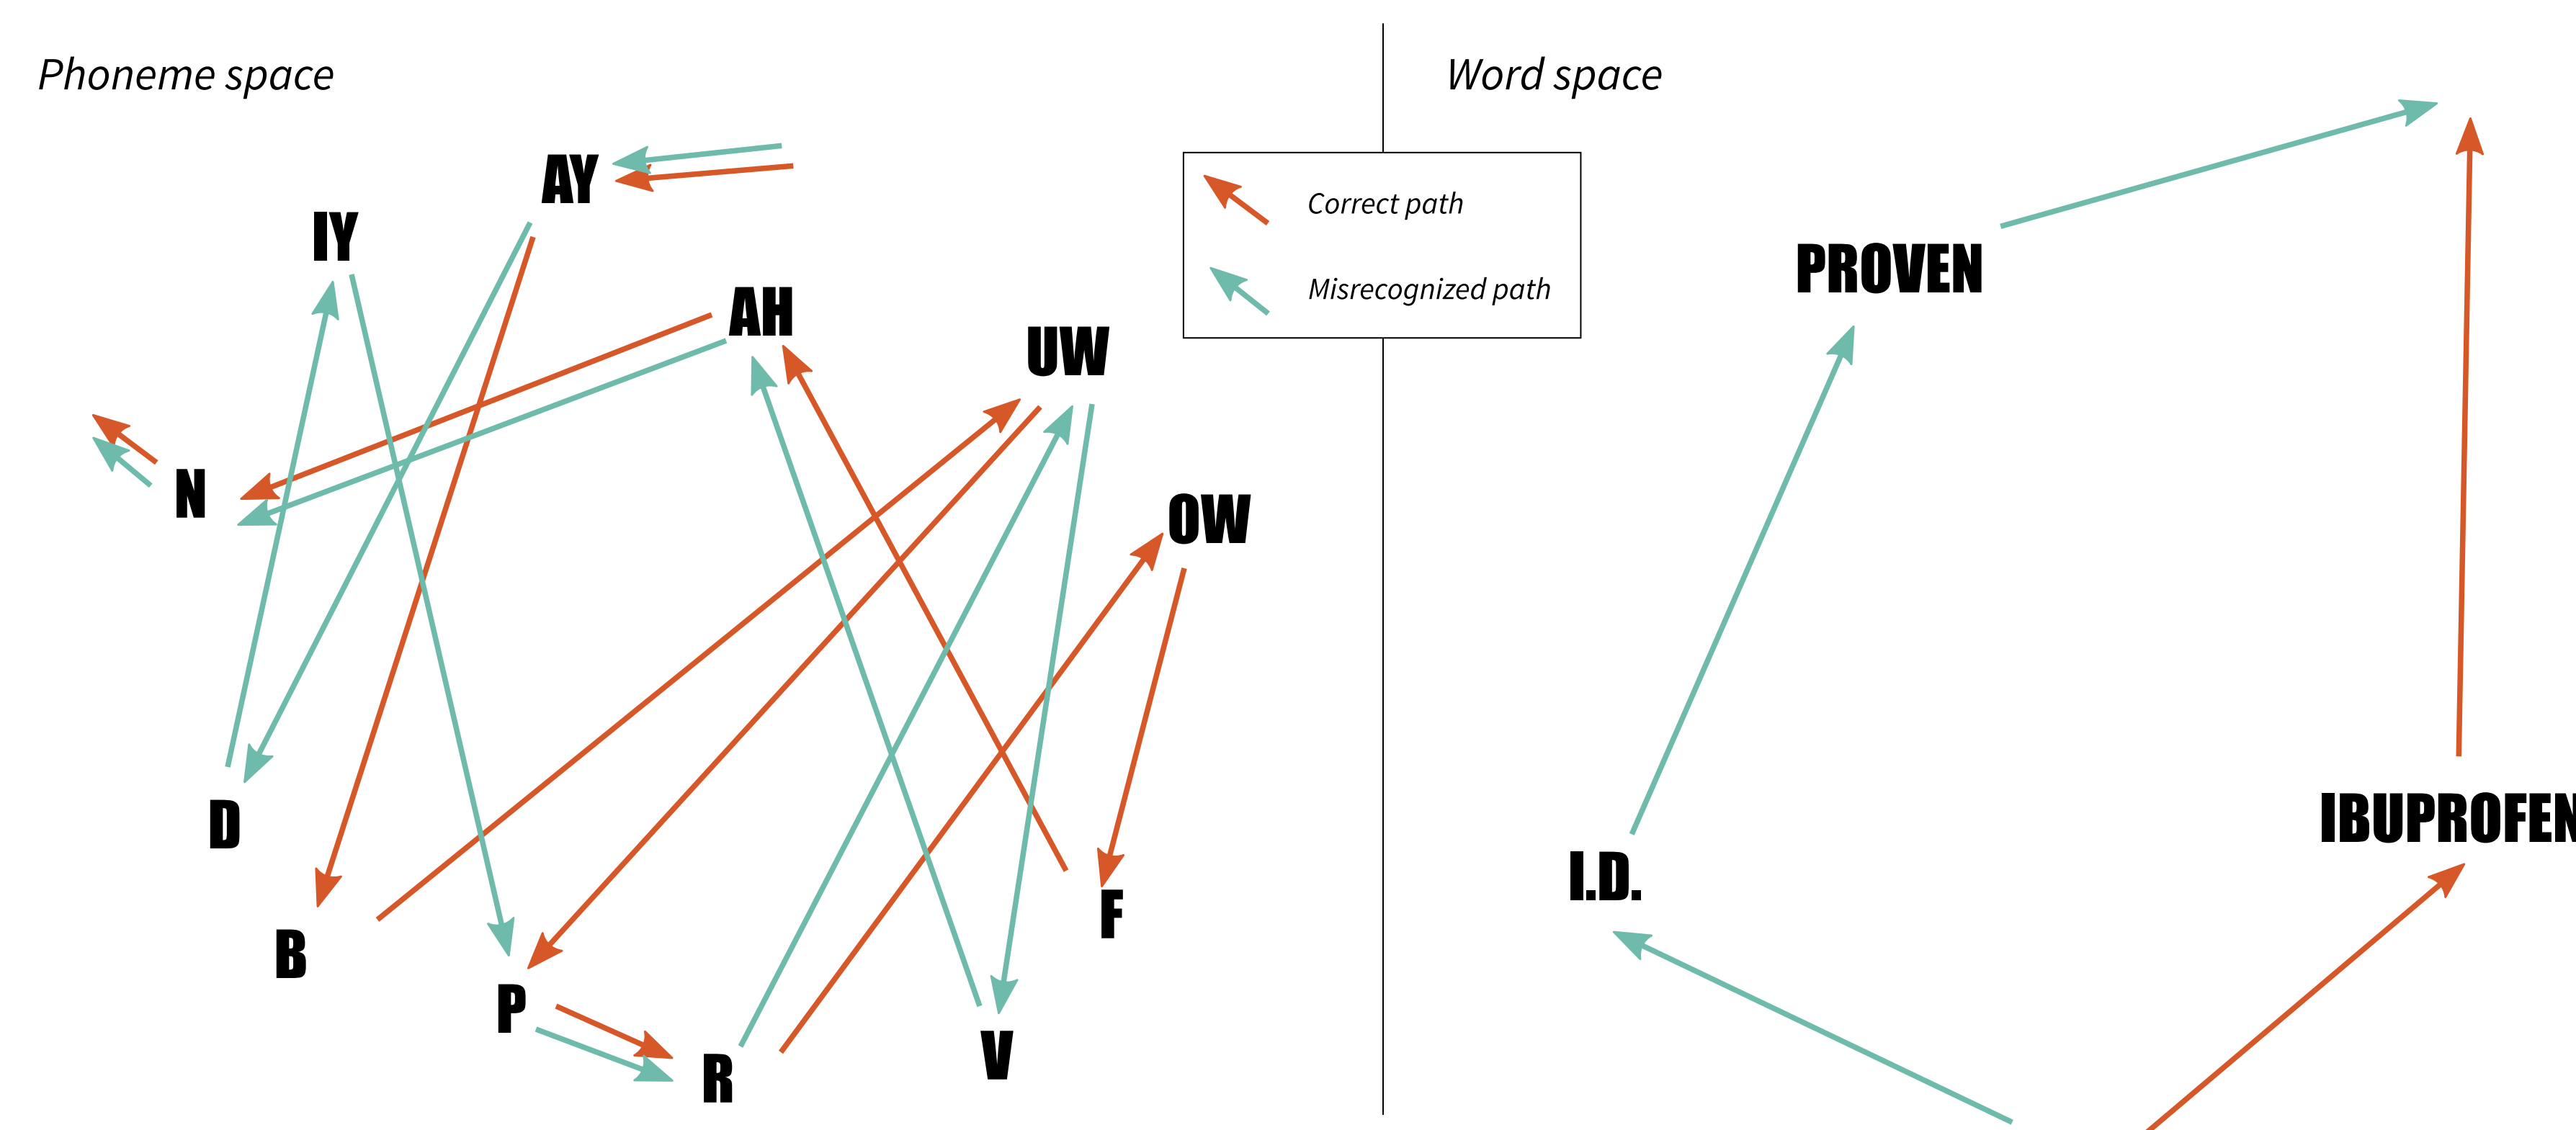 Phoneme space
AY
IY
AH
UW
N
OW
D
B
F
P
R
V
Correct path
Misrecognized path
Word space
PROVEN
I.D.
IBUPROFEN